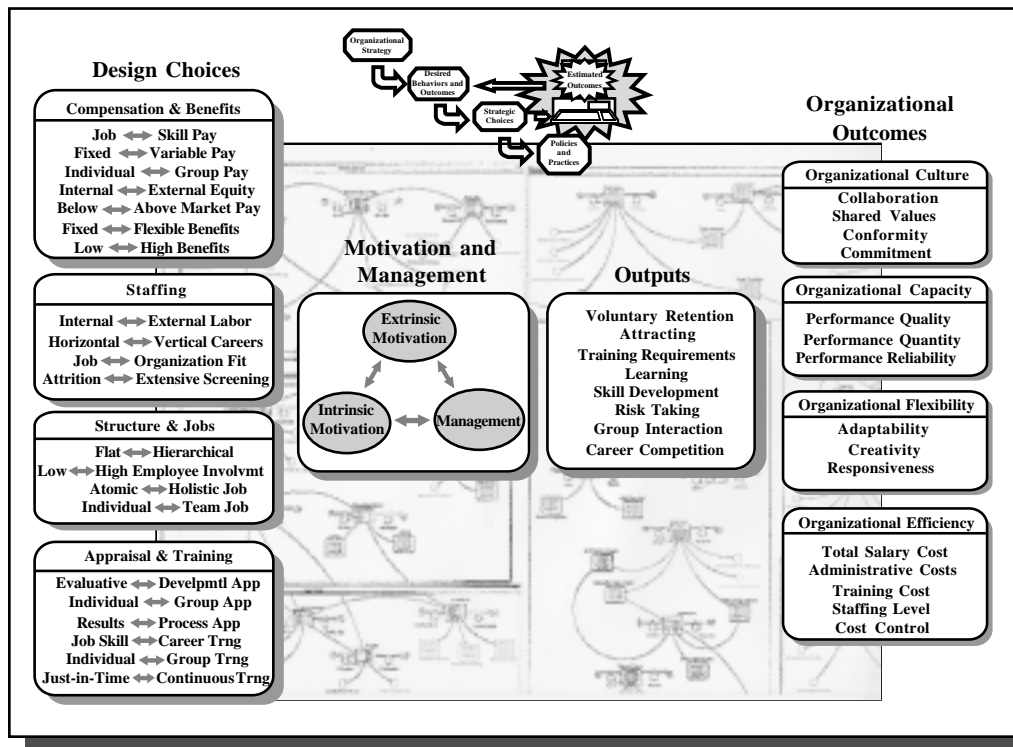 Organizational
Strategy
Desired
Behaviors and
Outcomes
Estimated
Outcomes
Strategic
Choices
Policies
and
Practices
Design Choices
Compensation & Benefits
Job Skill Pay
Fixed Variable Pay
Individual Group Pay
Internal External Equity
Below Above Market Pay
Fixed Flexible Benefits
Low High Benefits
Staffing
Internal External Labor
Horizontal Vertical Careers
Job Organization Fit
Attrition Extensive Screening
Structure & Jobs
Flat Hierarchical
Low High Employee Involvmt
Atomic Holistic Job
Individual Team Job
Appraisal & Training
Evaluative Develpmtl App
Individual Group App
Results Process App
Job Skill Career Trng
Individual Group Trng
Just-in-Time Continuous Trng
Motivation and
Management
Extrinsic
Motivation
Intrinsic
Motivation
Management
Outputs
Voluntary Retention
Attracting
Training Requirements
Learning
Skill Development
Risk Taking
Group Interaction
Career Competition
Organizational
Outcomes
Organizational Culture
Collaboration
Shared Values
Conformity
Commitment
Organizational Capacity
Performance Quality
Performance Quantity
Performance Reliability
Organizational Flexibility
Adaptability
Creativity
Responsiveness
Organizational Efficiency
Total Salary Cost
Administrative Costs
Training Cost
Staffing Level
Cost Control